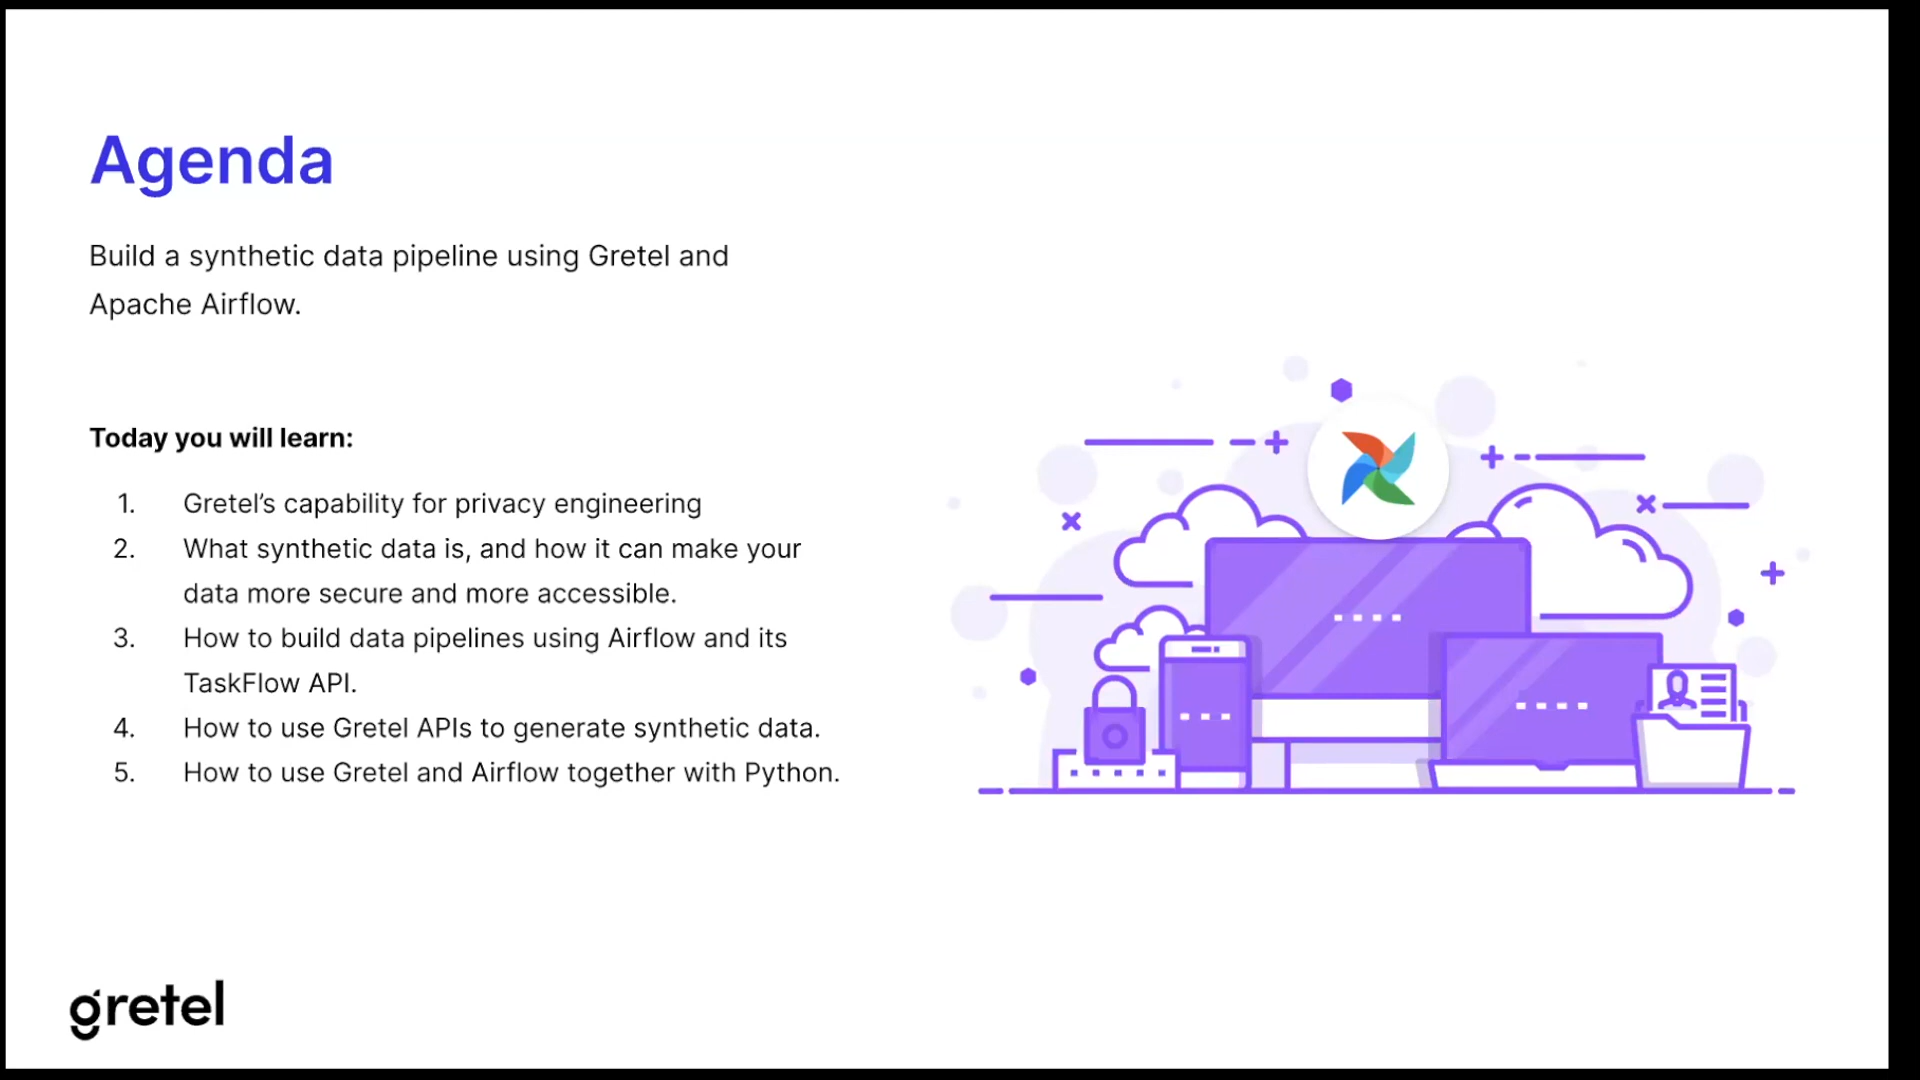 Agenda
Build a synthetic data pipeline using Gretel and
Apache Airflow.
Today you will learn:
1. Gretel’s capability for privacy engineering
2. What synthetic data is, and how it can make your
data more secure and more accessible.
3. How to build data pipelines using Airflow and its
TaskFlow API.
4. How to use Gretel APIs to generate synthetic data.
5. How to use Gretel and Airflow together with Python.
gretel